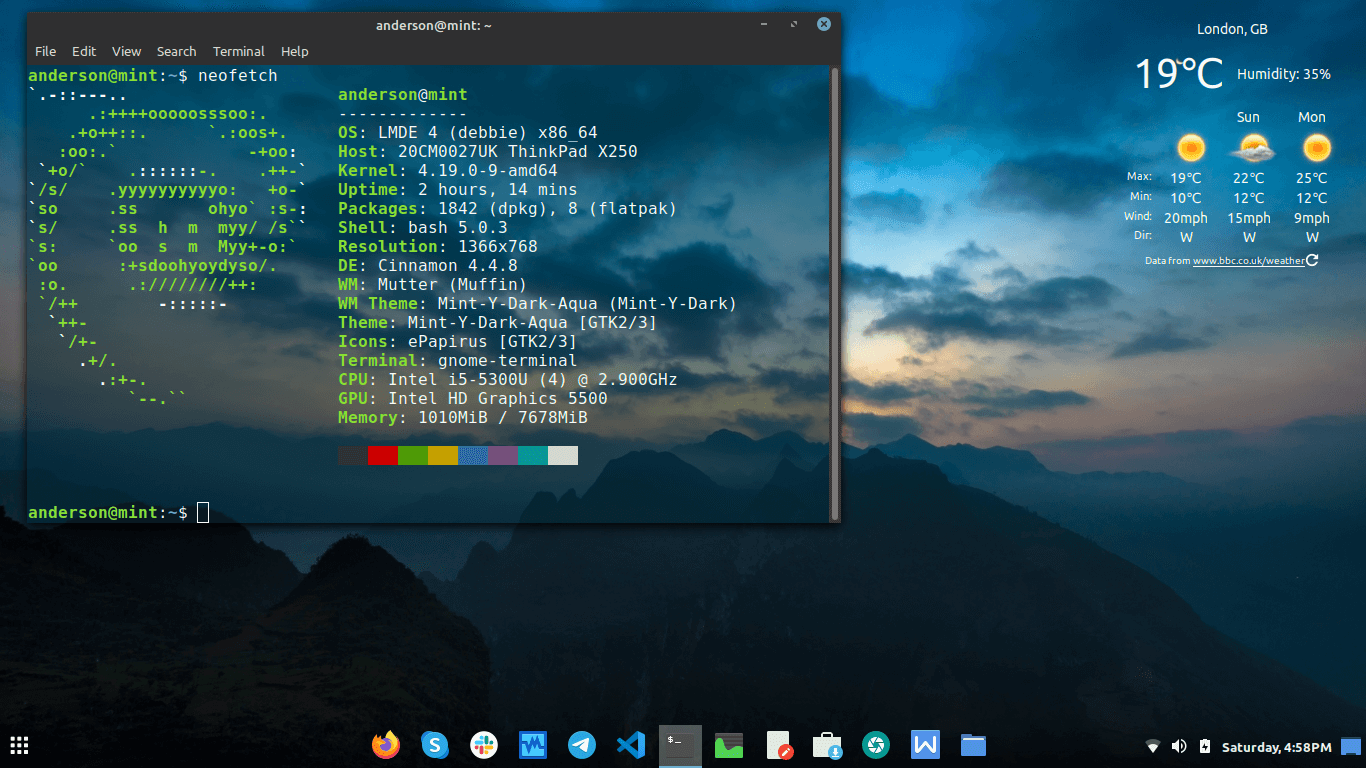 anderson@mint: ~
File Edit View Search Terminal Help
anderson@mint:~$ neofetch
`.-::---..
.:++++ooooosssoo:.
.+o++::.      `.:oos+.
:oo:.`             -+oo:
`+o/`    .::::::-.    .++-`
`/s/    .yyyyyyyyyyo:   +o-`
`so     .ss       ohyo` :s-:
`s/     .ss  h  m  myy/ /s``
`s:     `oo  s  m  Myy+-o:`
`oo      :+sdoohyoydyso/.
:o.      .:////////++:
`/++        -:::::-
`++-
`/+-
.+/.
.:+-.
`--.``
anderson@mint
-------------
OS: LMDE 4 (debbie) x86_64
Host: 20CM0027UK ThinkPad X250
Kernel: 4.19.0-9-amd64
Uptime: 2 hours, 14 mins
Packages: 1842 (dpkg), 8 (flatpak)
Shell: bash 5.0.3
Resolution: 1366x768
DE: Cinnamon 4.4.8
WM: Mutter (Muffin)
WM Theme: Mint-Y-Dark-Aqua (Mint-Y-Dark)
Theme: Mint-Y-Dark-Aqua [GTK2/3]
Icons: ePapirus [GTK2/3]
Terminal: gnome-terminal
CPU: Intel i5-5300U (4) @ 2.900GHz
GPU: Intel HD Graphics 5500
Memory: 1010MiB / 7678MiB
anderson@mint:~$
London, GB
19℃ Humidity: 35%
Sun Mon
Max: 19℃ 22℃ 25℃
Min: 10℃ 12℃ 12℃
Wind: 20mph 15mph 9mph
Dir: W W W
Data from www.bbc.co.uk/weather
Saturday, 4:58PM